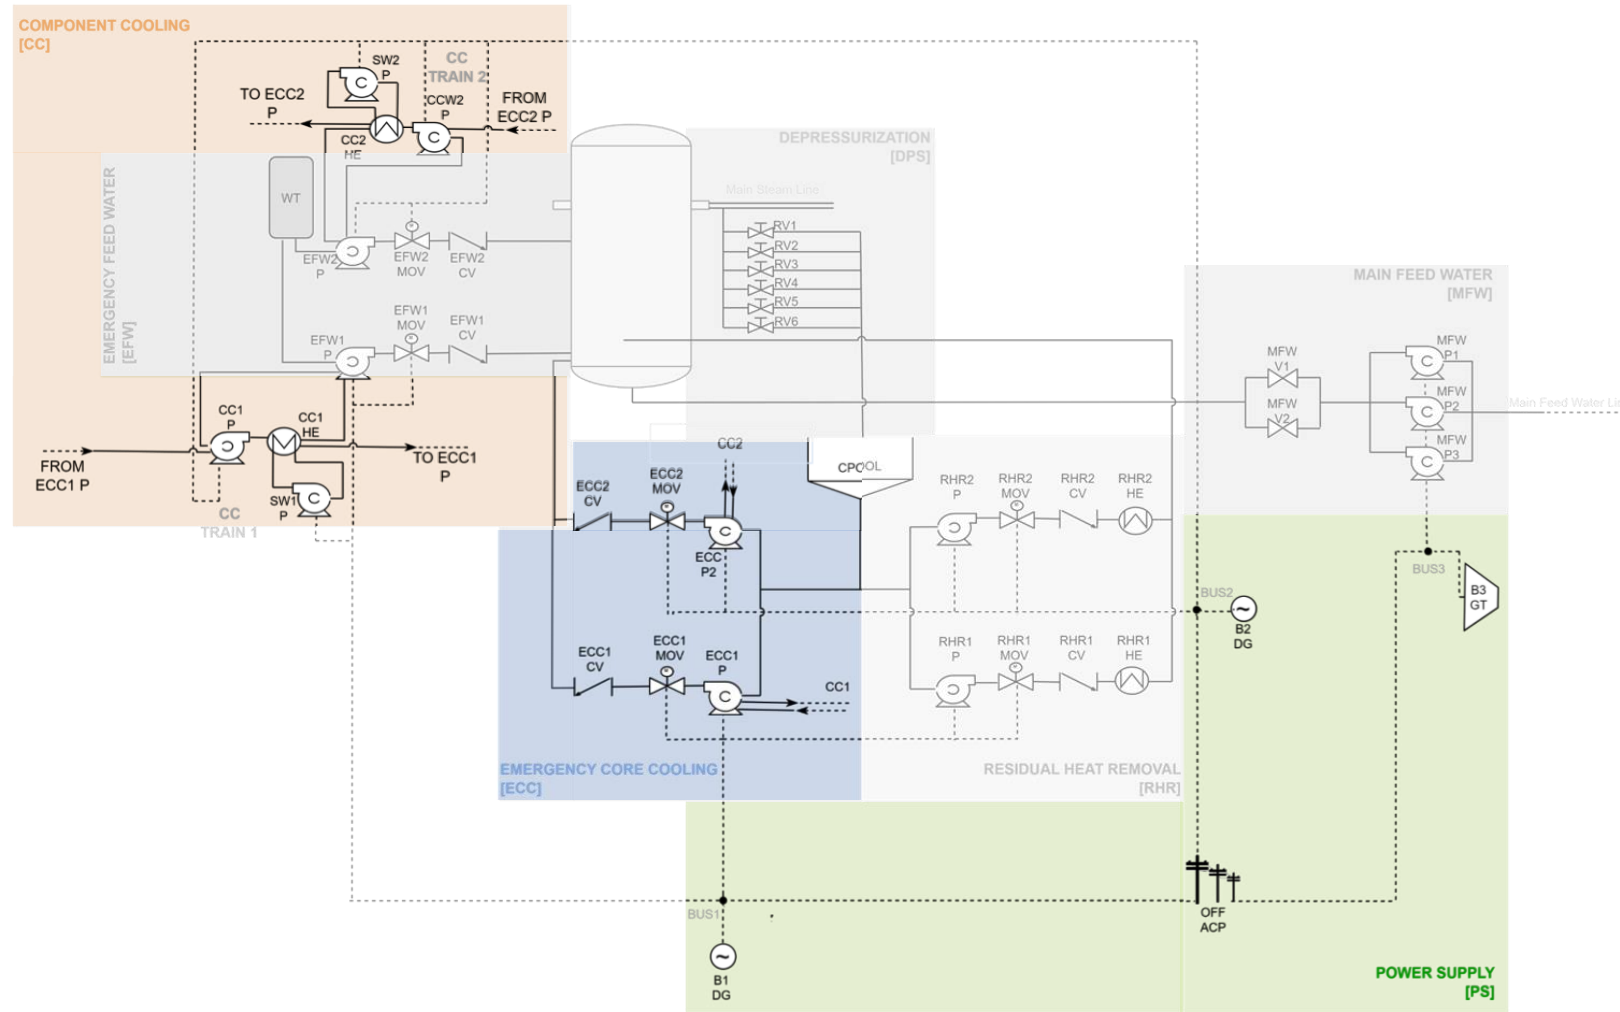 COMPONENT COOLING
[CC]
SW2
P
CC
TRAIN 2
TO ECC2
P
CCW2
P
FROM
ECC2 P
CC2
HE
DEPRESSURIZATION
[DPS]
EMERGENCY FEED WATER
[EFW]
WT
Main Steam Line
RV1
RV2
RV3
RV4
RV5
RV6
EFW2
P
EFW2
MOV
EFW2
CV
EFW1
P
EFW1
MOV
EFW1
CV
MAIN FEED WATER
[MFW]
MFW
V1
MFW
V2
MFW
P1
MFW
P2
MFW
P3
Main Feed Water Li
CC1
P
CC1
HE
FROM
ECC1 P
TO ECC1
P
SW1
P
CC
TRAIN 1
CC2
ECC2
CV
ECC2
MOV
ECC
P2
CPOOL
RHR2
P
RHR2
MOV
RHR2
CV
RHR2
HE
BUS3
B3
GT
BUS2
B2
DG
ECC1
CV
ECC1
MOV
ECC1
P
CC1
RHR1
P
RHR1
MOV
RHR1
CV
RHR1
HE
EMERGENCY CORE COOLING
[ECC]
RESIDUAL HEAT REMOVAL
[RHR]
BUS1
OFF
ACP
B1
DG
POWER SUPPLY
[PS]